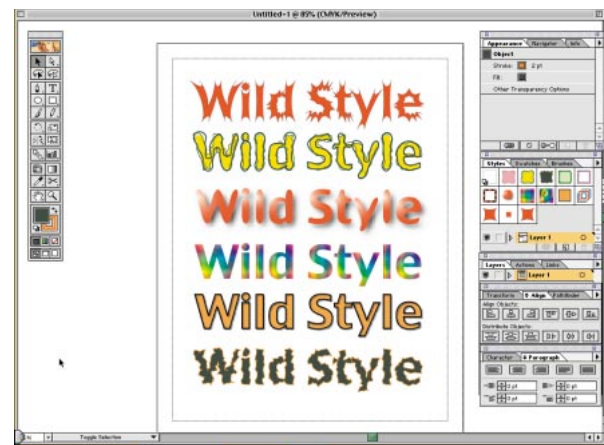 Untitled-1 @ 85% (CMYK/Preview)
Appearance Navigator Info
Object
Stroke: 2 pt
Fill:
Other Transparency Options
Wild Style
Wild Style
Styles Swatches Brushes
Wild Style
Layer 1
Wild Style
Layers Actions Links
Layer 1
Transform Align Pathfinder
Align Objects:
Wild Style
Distribute Objects:
Wild Style
Character Paragraph
0 pt 0 pt
0 pt 0 pt
Toggle Selection